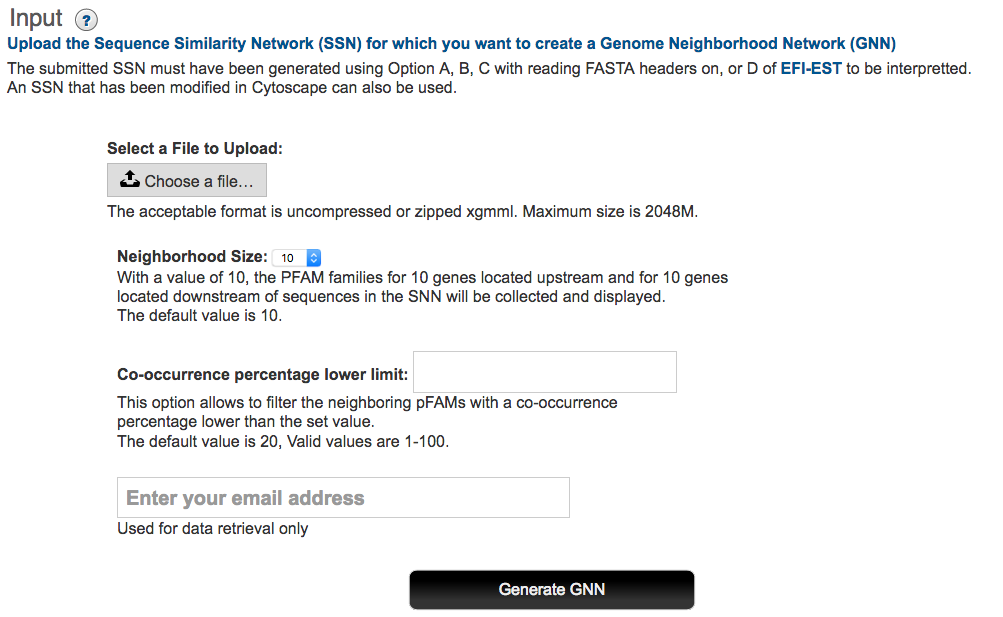 Input ?
Upload the Sequence Similarity Network (SSN) for which you want to create a Genome Neighborhood Network (GNN)
The submitted SSN must have been generated using Option A, B, C with reading FASTA headers on, or D of EFI-EST to be interpretted.
An SSN that has been modified in Cytoscape can also be used.
Select a File to Upload:
Choose a file...
The acceptable format is uncompressed or zipped xgmml. Maximum size is 2048M.
Neighborhood Size: 10
With a value of 10, the PFAM families for 10 genes located upstream and for 10 genes
located downstream of sequences in the SNN will be collected and displayed.
The default value is 10.
Co-occurrence percentage lower limit:
This option allows to filter the neighboring pFAMs with a co-occurrence
percentage lower than the set value.
The default value is 20, Valid values are 1-100.
Enter your email address
Used for data retrieval only
Generate GNN